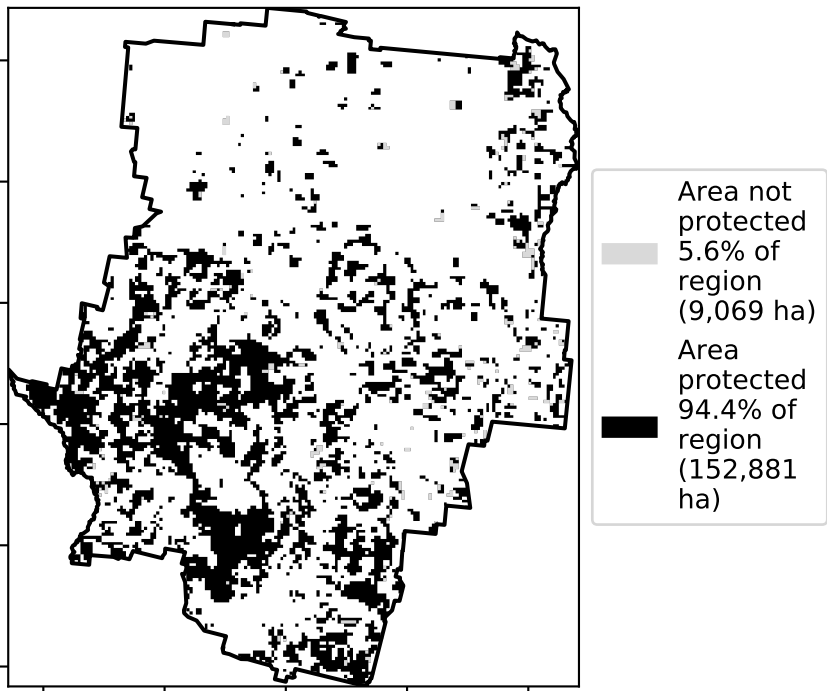 Area not
protected
5.6% of
region
(9,069 ha)
Area
protected
94.4% of
region
(152,881
ha)